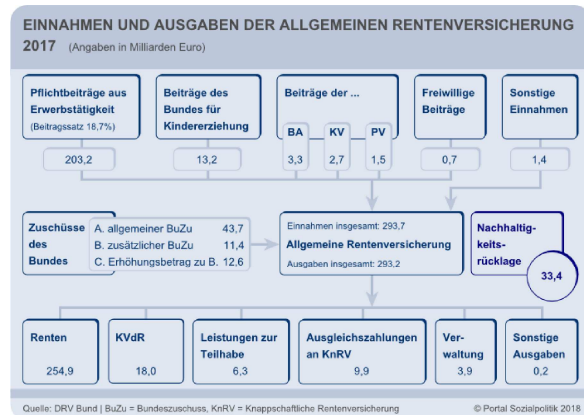 EINNAHMEN UND AUSGABEN DER ALLGEMEINEN RENTENVERSICHERUNG
2017 (Angaben in Milliarden Euro)
Pflichtbeiträge aus
Erwerbstätigkeit
(Beitragssatz 18,7%)
203,2
Beiträge des
Bundes für
Kindererziehung
13,2
Beiträge der ...
BA KV PV
3,3 2,7 1,5
Freiwillige
Beiträge
0,7
Sonstige
Einnahmen
1,4
Zuschüsse
des
Bundes
A. allgemeiner BuZu 43,7
B. zusätzlicher BuZu 11,4
C. Erhöhungsbetrag zu B. 12,6
Einnahmen insgesamt: 293,7
Allgemeine Rentenversicherung
Ausgaben insgesamt: 293,2
Nachhaltig-
keits-
rücklage
33,4
Renten
254,9
KVdR
18,0
Leistungen zur
Teilhabe
6,3
Ausgleichszahlungen
an KnRV
9,9
Ver-
waltung
3,9
Sonstige
Ausgaben
0,2
Quelle: DRV Bund | BuZu = Bundeszuschuss, KnRV = Knappschaftliche Rentenversicherung
© Portal Sozialpolitik 2018